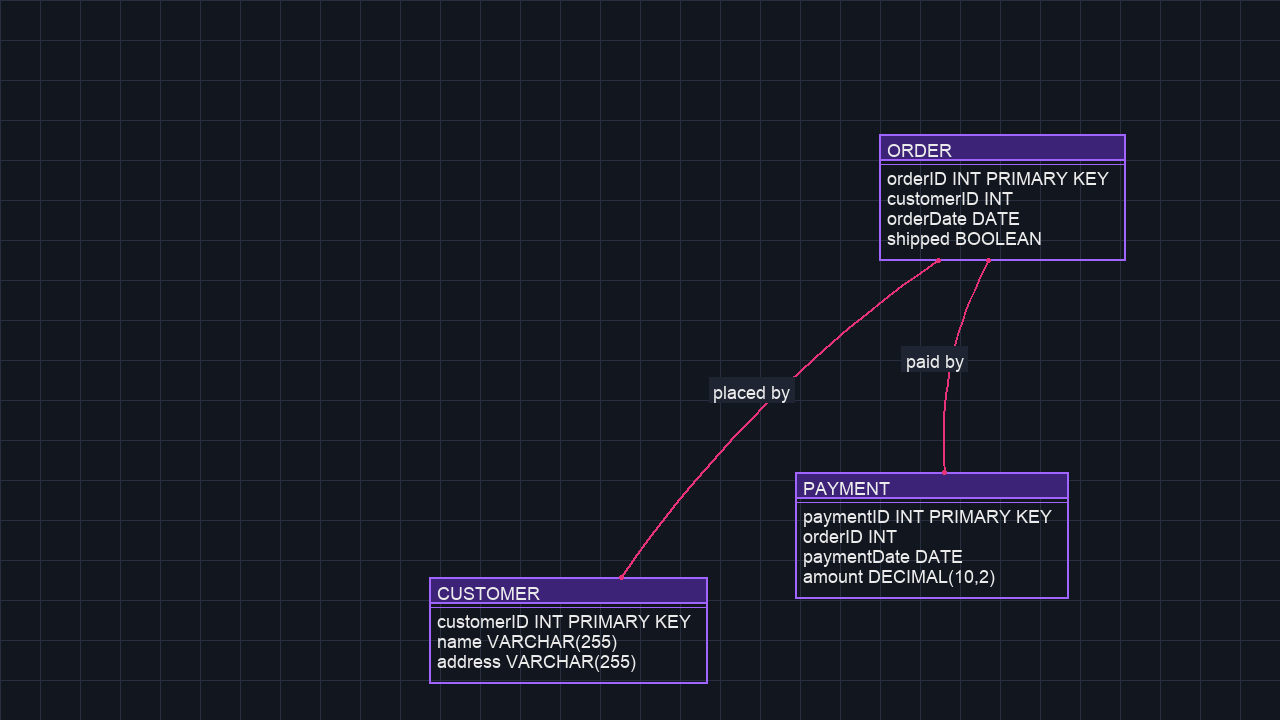 ORDER
orderID INT PRIMARY KEY
customerID INT
orderDate DATE
shipped BOOLEAN
paid by
placed by
PAYMENT
paymentID INT PRIMARY KEY
orderID INT
paymentDate DATE
amount DECIMAL(10,2)
CUSTOMER
customerID INT PRIMARY KEY
name VARCHAR(255)
address VARCHAR(255)